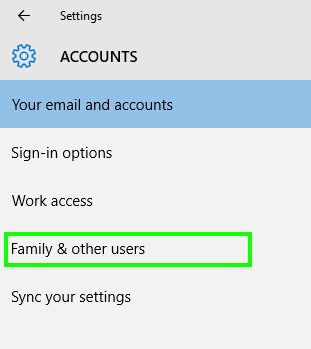 Settings
ACCOUNTS
Your email and accounts
Sign-in options
Work access
Family & other users
Sync your settings